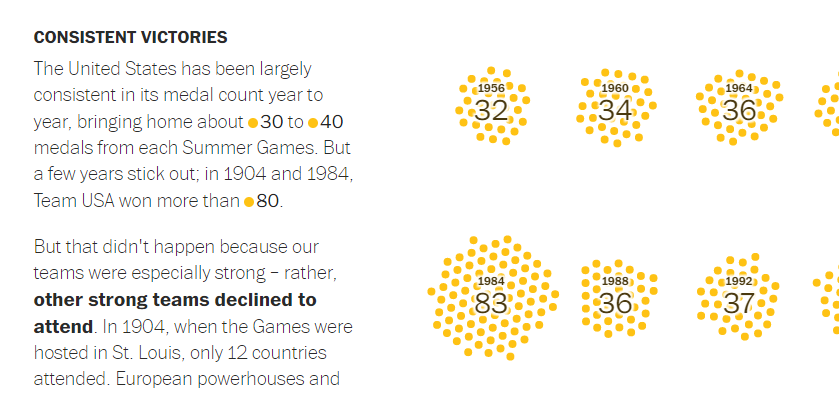 CONSISTENT VICTORIES
The United States has been largely
consistent in its medal count year to
year, bringing home about 30 to 40
medals from each Summer Games. But
a few years stick out; in 1904 and 1984,
Team USA won more than 80.
But that didn't happen because our
teams were especially strong – rather,
other strong teams declined to
attend. In 1904, when the Games were
hosted in St. Louis, only 12 countries
attended. European powerhouses and
1956
32
1960
34
1964
36
1984
83
1988
36
1992
37